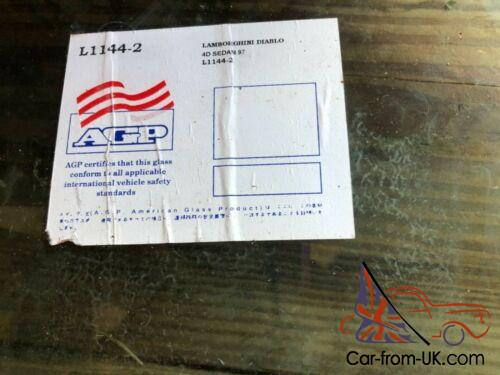 L1144-2
LAMBORGHINI DIABLO
4D SEDAN 97
L1144-2
AGP
AGP certifies that this glass
conform to all applicable
international vehicle safety
standards
(A.G.P. American Glass Product)
Car-from-UK.com